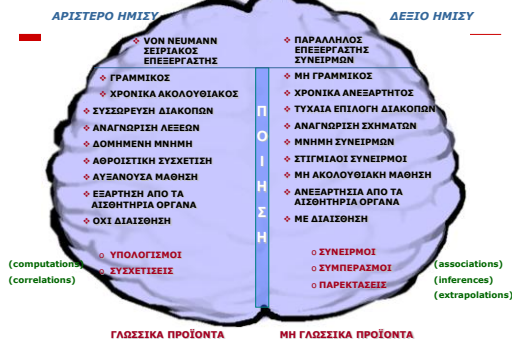 ΑΡΙΣΤΕΡΟ ΗΜΙΣΥ
ΔΕΞΙΟ ΗΜΙΣΥ
VON NEUMANN
ΣΕΙΡΙΑΚΟΣ
ΕΠΕΞΕΡΓΑΣΤΗΣ
ΓΡΑΜΜΙΚΟΣ
ΧΡΟΝΙΚΑ ΑΚΟΛΟΥΘΙΑΚΟΣ
ΣΥΣΣΩΡΕΥΣΗ ΔΙΑΚΟΠΩΝ
ΑΝΑΓΝΩΡΙΣΗ ΛΕΞΕΩΝ
ΔΟΜΗΜΕΝΗ ΜΝΗΜΗ
ΑΘΡΟΙΣΤΙΚΗ ΣΥΣΧΕΤΙΣΗ
ΑΥΞΑΝΟΥΣΑ ΜΑΘΗΣΗ
ΕΞΑΡΤΗΣΗ ΑΠΟ ΤΑ
ΑΙΣΘΗΤΗΡΙΑ ΟΡΓΑΝΑ
ΟΧΙ ΔΙΑΙΣΘΗΣΗ
ΥΠΟΛΟΓΙΣΜΟΙ
ΣΥΣΧΕΤΙΣΕΙΣ
(computations)
(correlations)
Π
Ο
Ι
Η
Σ
Η
ΠΑΡΑΛΛΗΛΟΣ
ΕΠΕΞΕΡΓΑΣΤΗΣ
ΣΥΝΕΙΡΜΩΝ
ΜΗ ΓΡΑΜΜΙΚΟΣ
ΧΡΟΝΙΚΑ ΑΝΕΞΑΡΤΗΤΟΣ
ΤΥΧΑΙΑ ΕΠΙΛΟΓΗ ΔΙΑΚΟΠΩΝ
ΑΝΑΓΝΩΡΙΣΗ ΣΧΗΜΑΤΩΝ
ΜΝΗΜΗ ΣΥΝΕΙΡΜΩΝ
ΣΤΙΓΜΙΑΟΙ ΣΥΝΕΙΡΜΟΙ
ΜΗ ΑΚΟΛΟΥΘΙΑΚΗ ΜΑΘΗΣΗ
ΑΝΕΞΑΡΤΗΣΙΑ ΑΠΟ ΤΑ
ΑΙΣΘΗΤΗΡΙΑ ΟΡΓΑΝΑ
ΜΕ ΔΙΑΙΣΘΗΣΗ
ΣΥΝΕΙΡΜΟΙ
ΣΥΜΠΕΡΑΣΜΟΙ
ΠΑΡΕΚΤΑΣΕΙΣ
(associations)
(inferences)
(extrapolations)
ΓΛΩΣΣΙΚΑ ΠΡΟΪΟΝΤΑ
ΜΗ ΓΛΩΣΣΙΚΑ ΠΡΟΪΟΝΤΑ